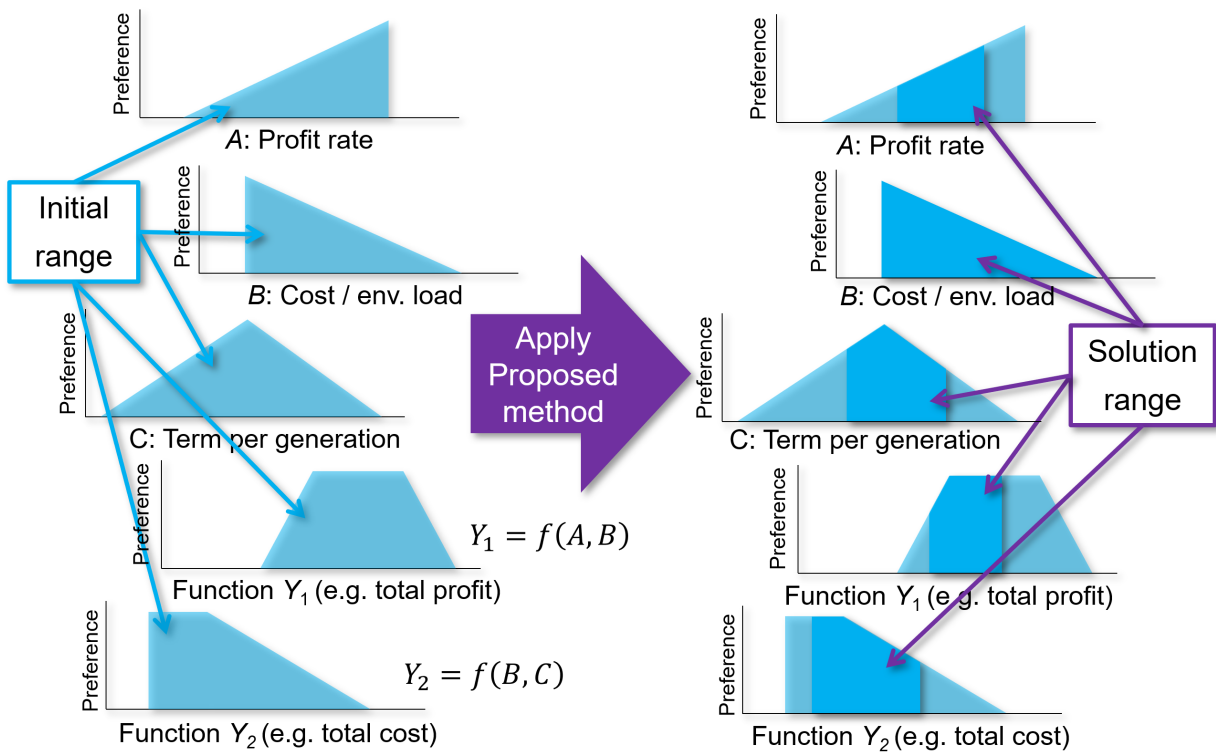 Preference
A: Profit rate
Preference
B: Cost / env. load
Initial
range
Preference
C: Term per generation
Preference
Function Y₁ (e.g. total profit)
Y₁ = f(A, B)
Preference
Function Y₂ (e.g. total cost)
Y₂ = f(B, C)
Apply
Proposed
method
Preference
A: Profit rate
Preference
B: Cost / env. load
Solution
range
Preference
C: Term per generation
Preference
Function Y₁ (e.g. total profit)
Preference
Function Y₂ (e.g. total cost)